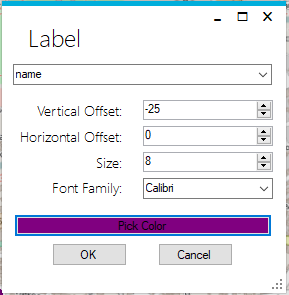 Label
name
Vertical Offset: -25
Horizontal Offset: 0
Size: 8
Font Family: Calibri
Pick Color
OK Cancel